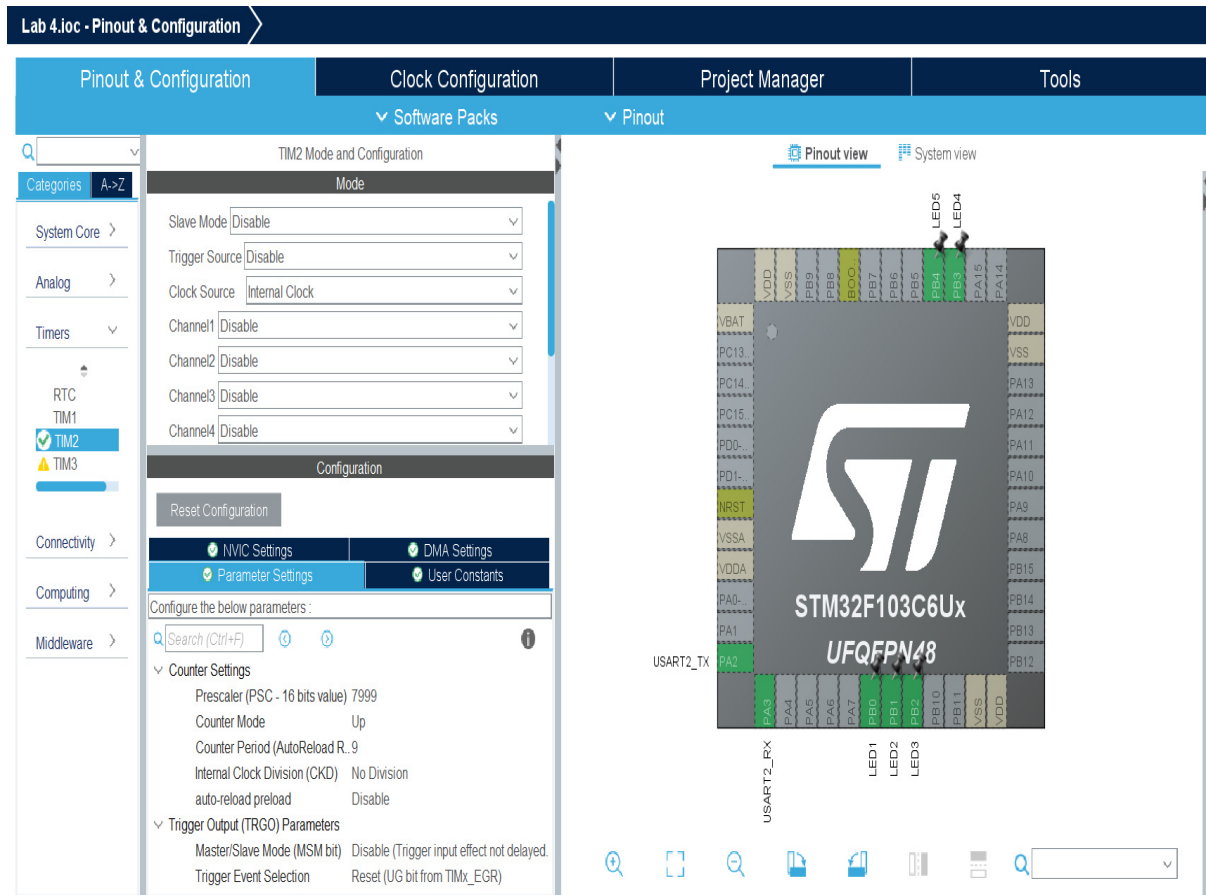 Lab 4.ioc - Pinout & Configuration
Pinout & Configuration
Clock Configuration
Project Manager
Tools
Software Packs
Pinout
Categories
A->Z
System Core
Analog
Timers
RTC
TIM1
TIM2
TIM3
Connectivity
Computing
Middleware
TIM2 Mode and Configuration
Mode
Slave Mode Disable
Trigger Source Disable
Clock Source Internal Clock
Channel1 Disable
Channel2 Disable
Channel3 Disable
Channel4 Disable
Configuration
Reset Configuration
NVIC Settings
DMA Settings
Parameter Settings
User Constants
Configure the below parameters :
Search (Ctrl+F)
Counter Settings
Prescaler (PSC - 16 bits value) 7999
Counter Mode Up
Counter Period (AutoReload R.. 9
Internal Clock Division (CKD) No Division
auto-reload preload Disable
Trigger Output (TRGO) Parameters
Master/Slave Mode (MSM bit) Disable (Trigger input effect not delayed.
Trigger Event Selection Reset (UG bit from TIMx_EGR)
Pinout view
System view
LED5
LED4
VDD
VSS
PB9
PB8
BOO..
PB7
PB6
PB5
PB4
PB3
PA15
PA14
VBAT
PC13..
PC14..
PC15..
PD0-..
PD1-..
NRST
VSSA
VDDA
PA0-..
PA1
USART2_TX PA2
VDD
VSS
PA13
PA12
PA11
PA10
PA9
PA8
PB15
PB14
PB13
PB12
ST
STM32F103C6Ux
UFQFPN48
PA3
PA4
PA5
PA6
PA7
PB0
PB1
PB2
PB10
PB11
VSS
VDD
USART2_RX
LED1
LED2
LED3